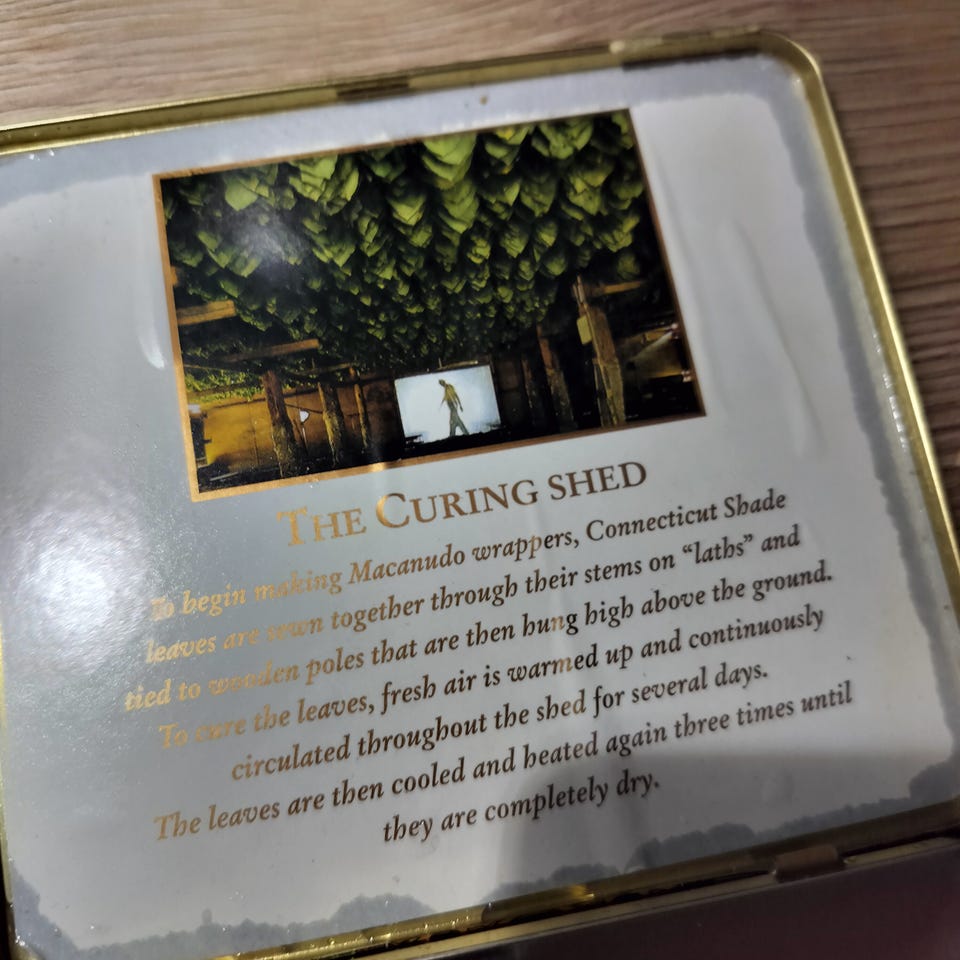 THE CURING SHED
To begin making Macanudo wrappers, Connecticut Shade
leaves are sewn together through their stems on “laths” and
tied to wooden poles that are then hung high above the ground.
To cure the leaves, fresh air is warmed up and continuously
circulated throughout the shed for several days.
The leaves are then cooled and heated again three times until
they are completely dry.